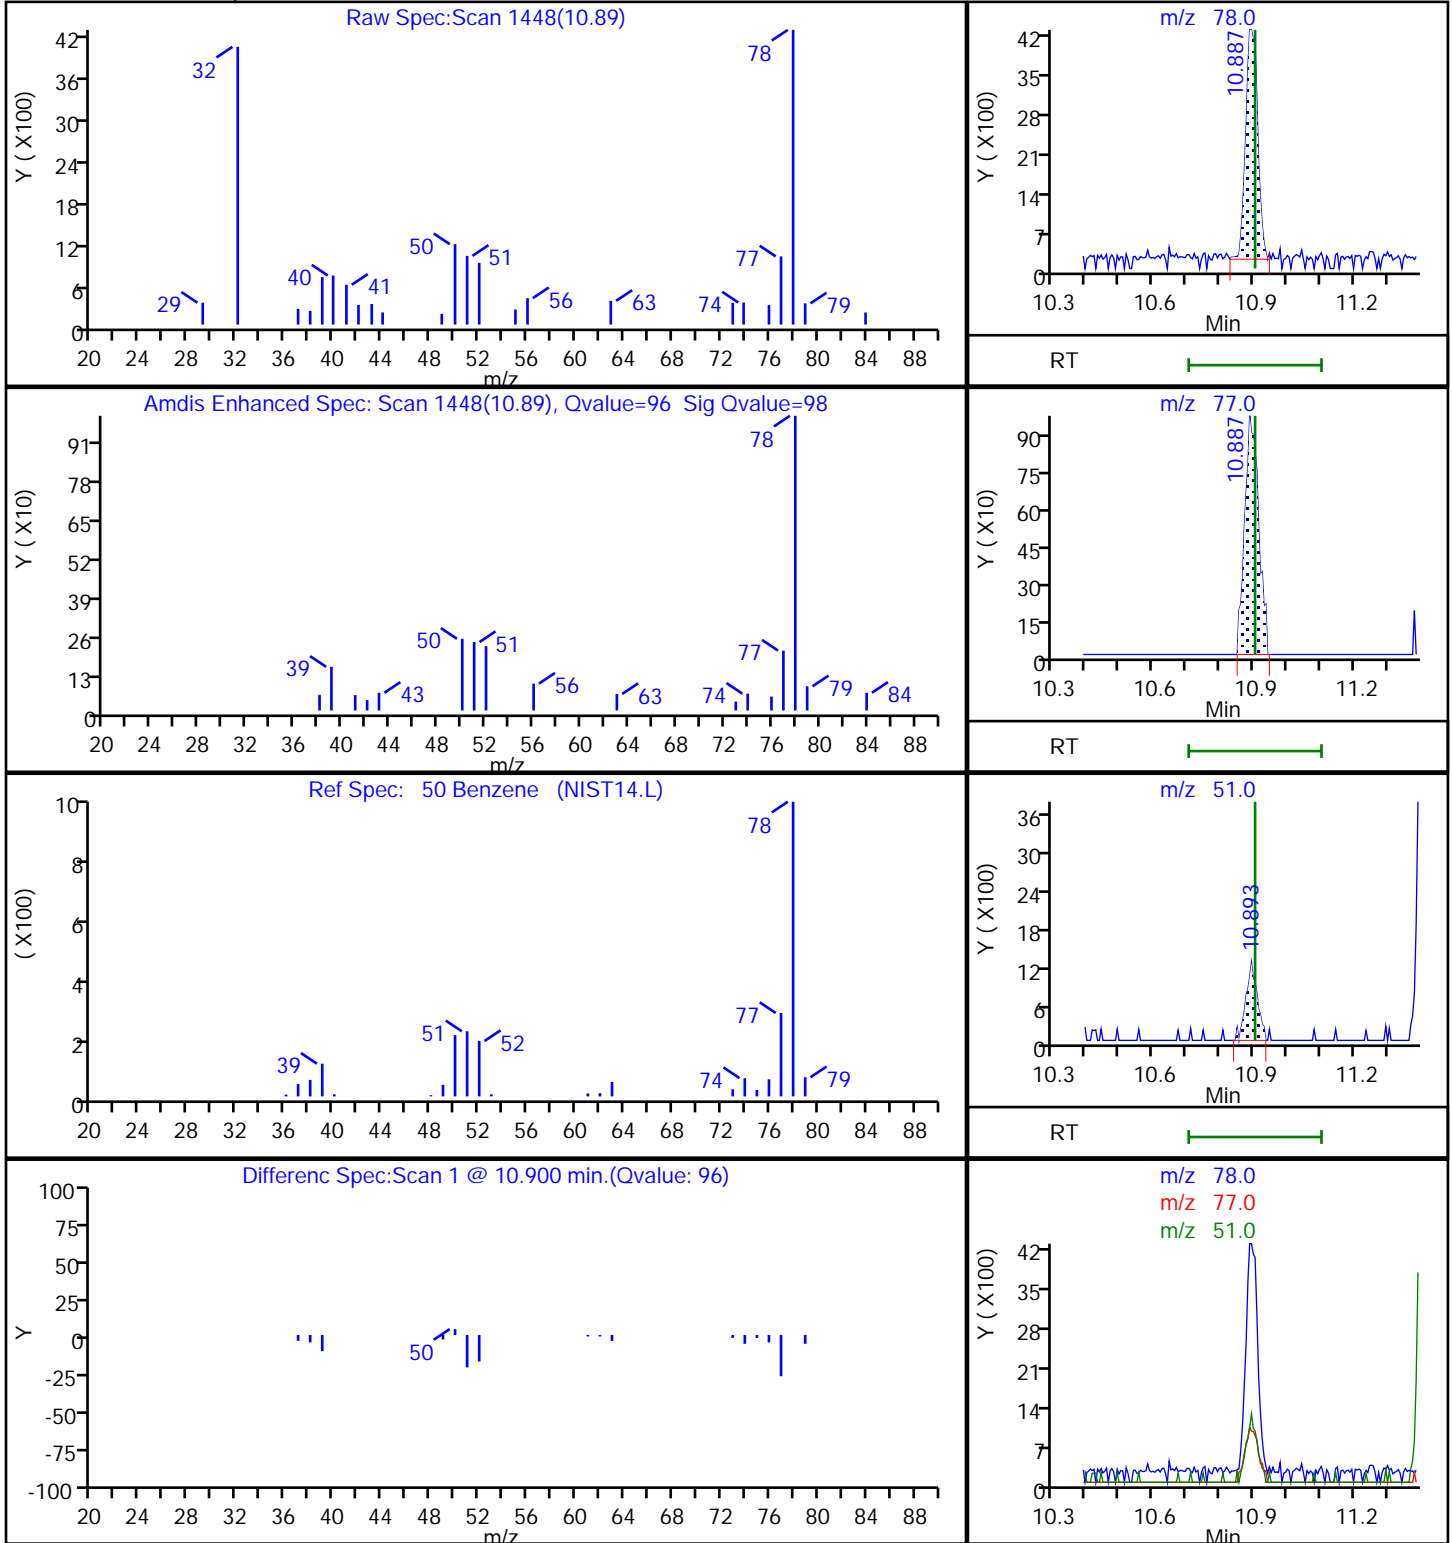 Raw Spec:Scan 1448(10.89)
Y ( X100)
42
36
30
24
18
12
6
0
32
78
29
40
41
50
51
56
63
74
77
79
20 24 28 32 36 40 44 48 52 56 60 64 68 72 76 80 84 88
m/z
m/z 78.0
Y ( X100)
42
35
28
21
14
7
0
10.887
10.3 10.6 10.9 11.2
Min
RT
Amdis Enhanced Spec: Scan 1448(10.89), Qvalue=96 Sig Qvalue=98
Y ( X10)
91
78
65
52
39
26
13
0
78
39
43
50
51
56
63
74
77
79
84
20 24 28 32 36 40 44 48 52 56 60 64 68 72 76 80 84 88
m/z
m/z 77.0
Y ( X10)
90
75
60
45
30
15
0
10.887
10.3 10.6 10.9 11.2
Min
RT
Ref Spec: 50 Benzene (NIST14.L)
( X100)
10
8
6
4
2
0
78
39
51
52
74
77
79
20 24 28 32 36 40 44 48 52 56 60 64 68 72 76 80 84 88
m/z
m/z 51.0
Y ( X100)
36
30
24
18
12
6
0
10.893
10.3 10.6 10.9 11.2
Min
RT
Differenc Spec:Scan 1 @ 10.900 min.(Qvalue: 96)
Y
100
75
50
25
0
-25
-50
-75
-100
50
20 24 28 32 36 40 44 48 52 56 60 64 68 72 76 80 84 88
m/z
m/z 78.0
m/z 77.0
m/z 51.0
Y ( X100)
42
35
28
21
14
7
0
10.3 10.6 10.9 11.2
Min